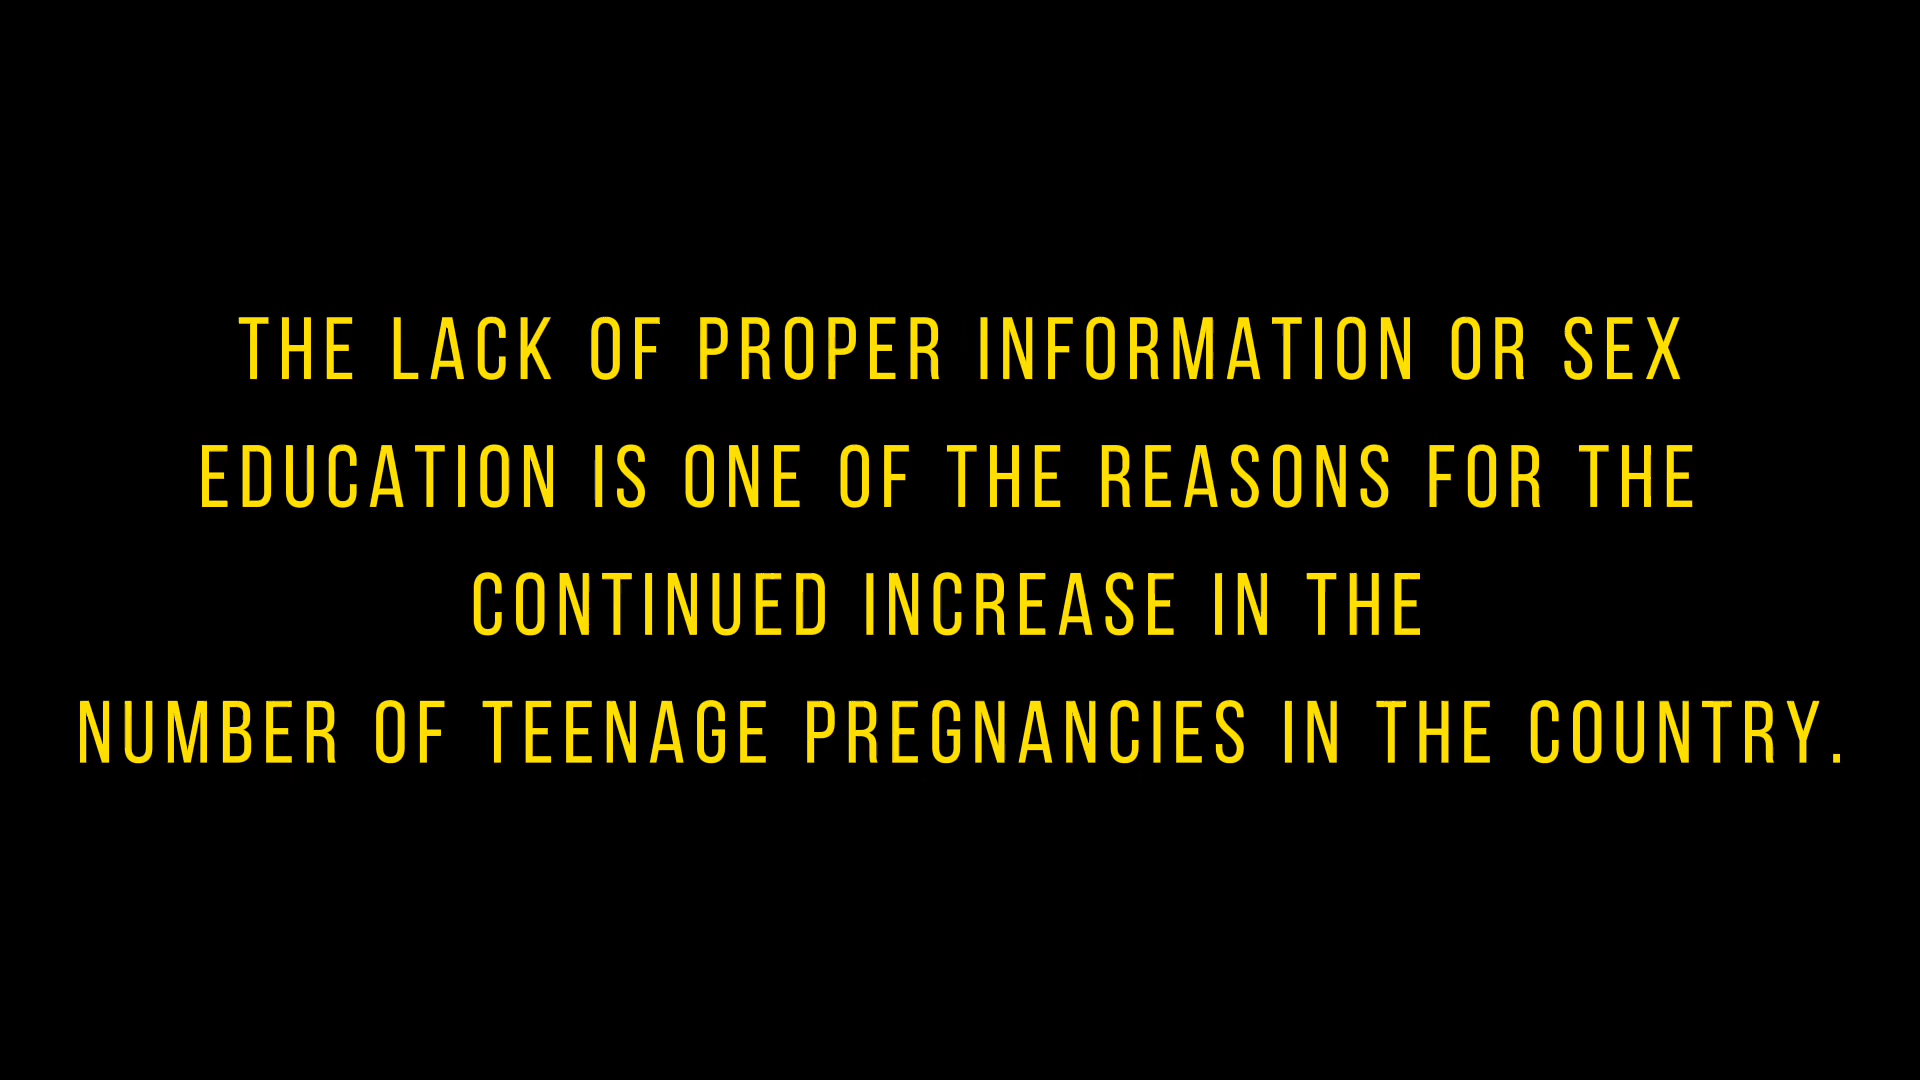 THE LACK OF PROPER INFORMATION OR SEX
EDUCATION IS ONE OF THE REASONS FOR THE
CONTINUED INCREASE IN THE
NUMBER OF TEENAGE PREGNANCIES IN THE COUNTRY.